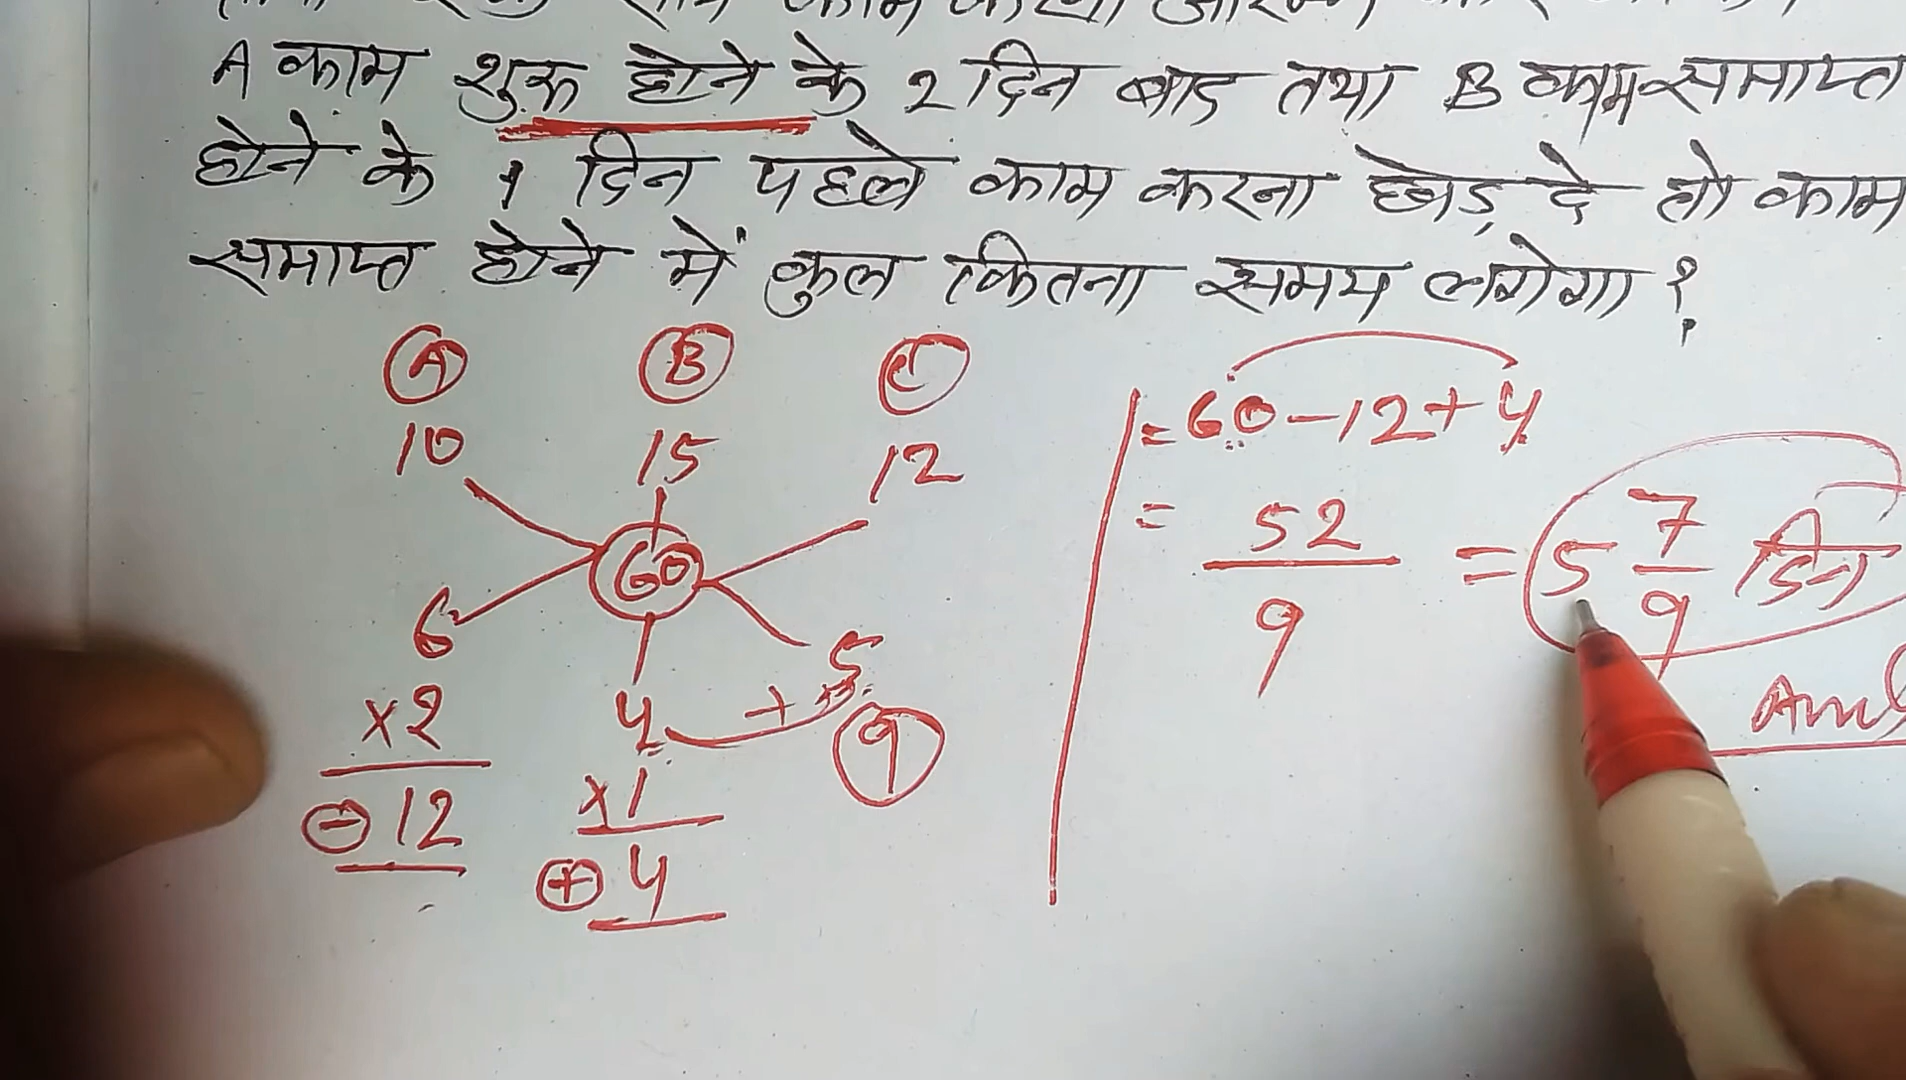 A काम शुरू होने के 2 दिन बाद तथा B काम समाप्त
होने के 1 दिन पहले काम करना छोड़ दे तो काम
समाप्त होने में कुल कितना समय लगेगा ?
A B C
10 15 12
60
6 4 + 5
9
×2 ×1
⊖ 12 ⊕ 4
= 60 - 12 + 4
= 52/9 = 5 7/9 दिन
Ans